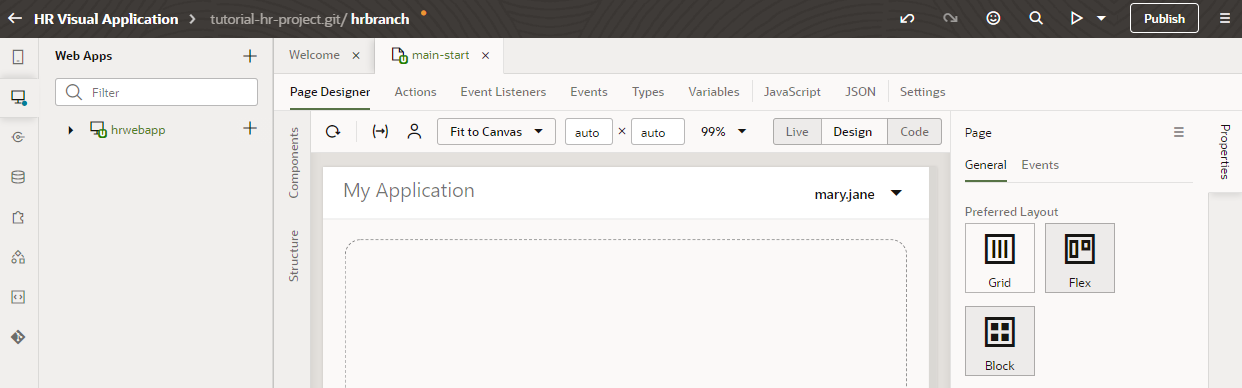 HR Visual Application
tutorial-hr-project.git/ hrbranch
Publish
Web Apps
Filter
hrwebapp
Welcome
main-start
Page Designer
Actions
Event Listeners
Events
Types
Variables
JavaScript
JSON
Settings
Components
Structure
Fit to Canvas
auto
×
auto
99%
Live
Design
Code
My Application
mary.jane
Page
General
Events
Preferred Layout
Grid
Flex
Block
Properties